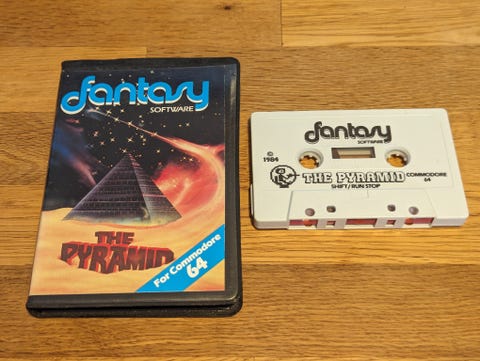 fantasy
SOFTWARE
THE
PYRAMID
For Commodore
64
fantasy
SOFTWARE
©
1984
THE PYRAMID
COMMODORE
64
SHIFT/RUN STOP